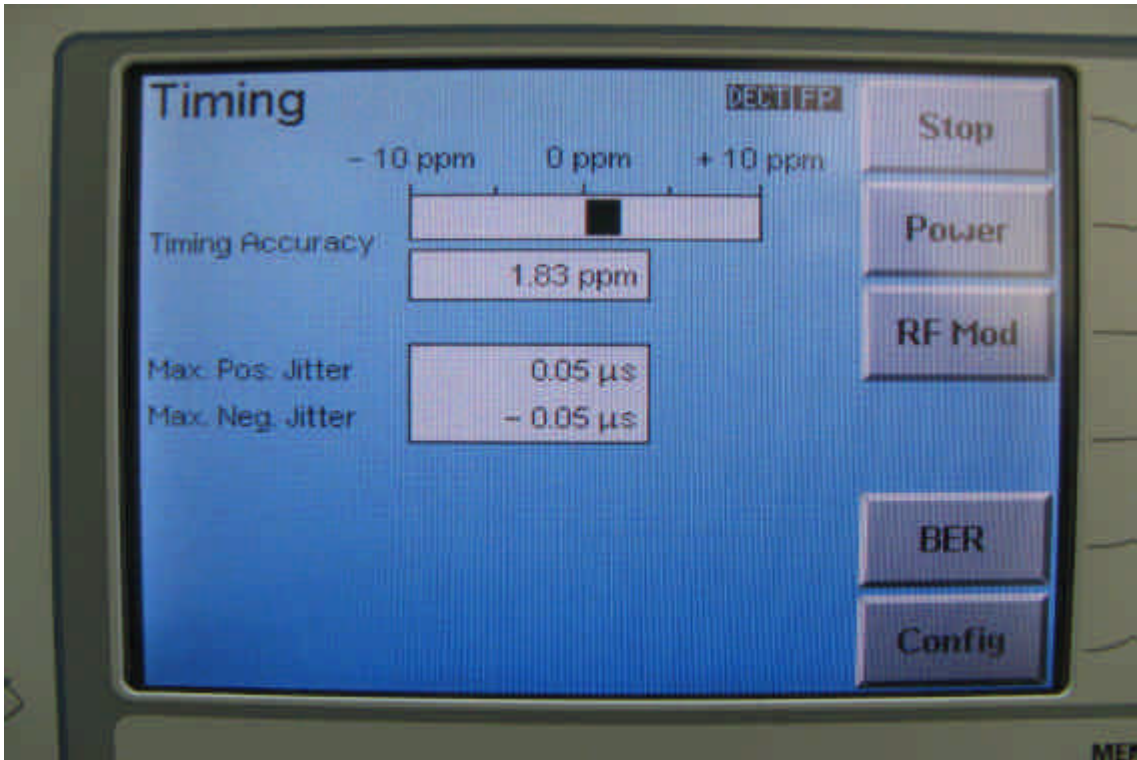 Timing
DECT FP
– 10 ppm 0 ppm + 10 ppm
Timing Accuracy
1.83 ppm
Max. Pos. Jitter 0.05 µs
Max. Neg. Jitter – 0.05 µs
Stop
Power
RF Mod
BER
Config